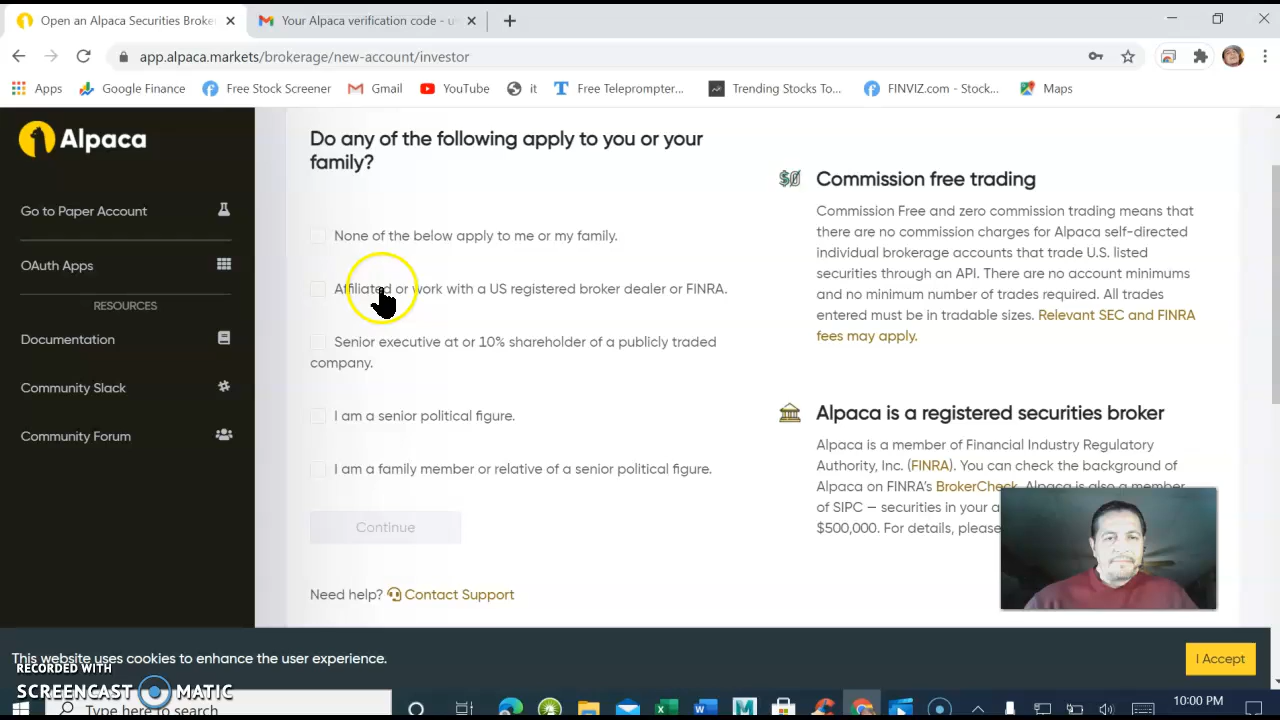 Open an Alpaca Securities Broke
Your Alpaca verification code - u
app.alpaca.markets/brokerage/new-account/investor
Apps
Google Finance
Free Stock Screener
Gmail
YouTube
it
Free Teleprompter...
Trending Stocks To...
FINVIZ.com - Stock...
Maps
Alpaca
Go to Paper Account
OAuth Apps
RESOURCES
Documentation
Community Slack
Community Forum
Do any of the following apply to you or your
family?
None of the below apply to me or my family.
Affiliated or work with a US registered broker dealer or FINRA.
Senior executive at or 10% shareholder of a publicly traded
company.
I am a senior political figure.
I am a family member or relative of a senior political figure.
Continue
Need help? Contact Support
$0
Commission free trading
Commission Free and zero commission trading means that
there are no commission charges for Alpaca self-directed
individual brokerage accounts that trade U.S. listed
securities through an API. There are no account minimums
and no minimum number of trades required. All trades
entered must be in tradable sizes. Relevant SEC and FINRA
fees may apply.
Alpaca is a registered securities broker
Alpaca is a member of Financial Industry Regulatory
Authority, Inc. (FINRA). You can check the background of
Alpaca on FINRA's BrokerCheck. Alpaca is also a member
of SIPC – securities in your a
$500,000. For details, please
This website uses cookies to enhance the user experience.
I Accept
RECORDED WITH
SCREENCAST MATIC
Type here to search
10:00 PM